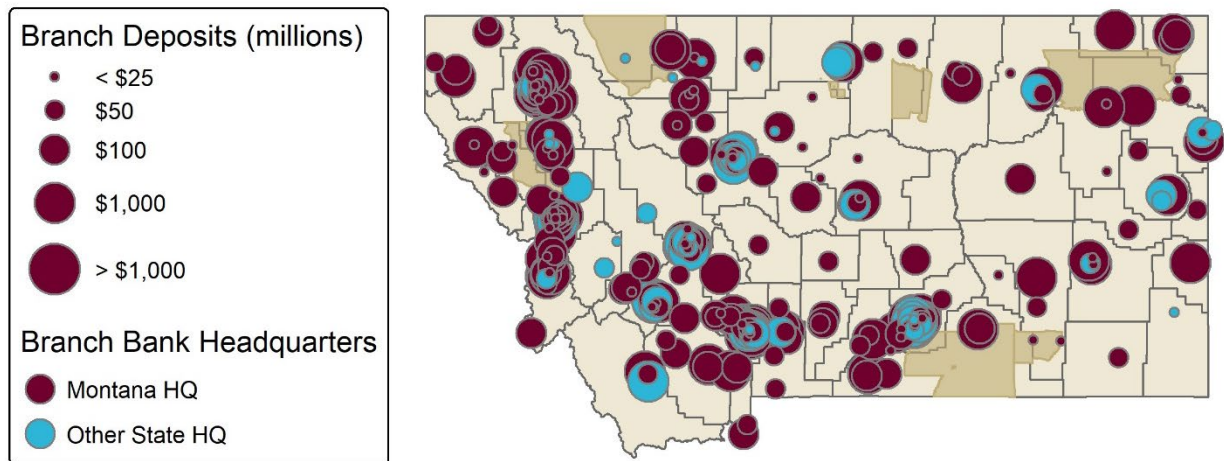 Branch Deposits (millions)
< $25
$50
$100
$1,000
> $1,000
Branch Bank Headquarters
Montana HQ
Other State HQ